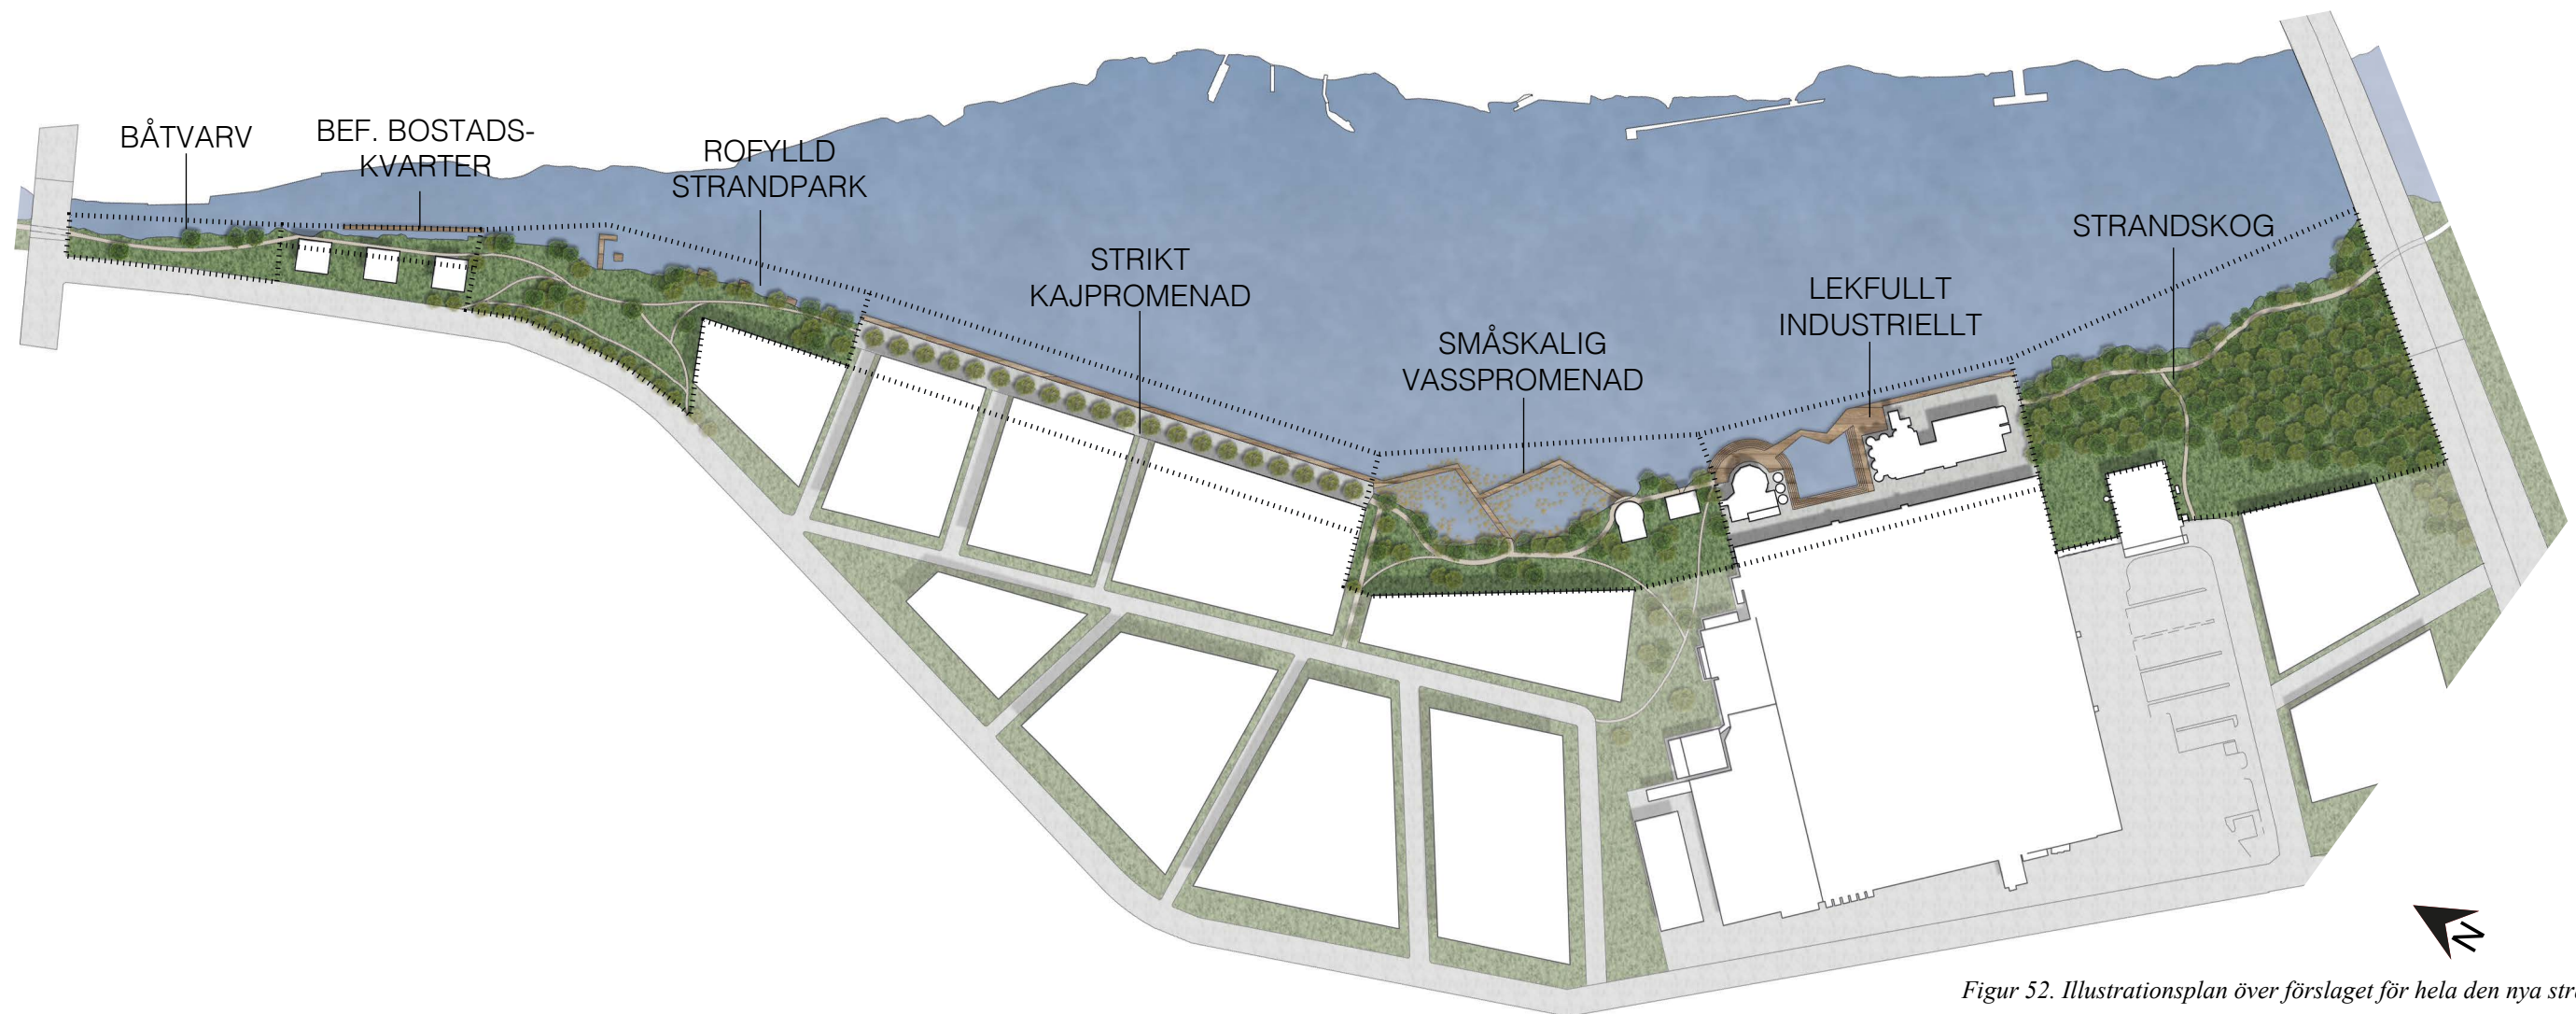 BÅTVARV
BEF. BOSTADS-
KVARTER
ROFYLLD
STRANDPARK
STRIKT
KAJPROMENAD
SMÅSKALIG
VASSPROMENAD
LEKFULLT
INDUSTRIELLT
STRANDSKOG
N
Figur 52. Illustrationsplan över förslaget för hela den nya